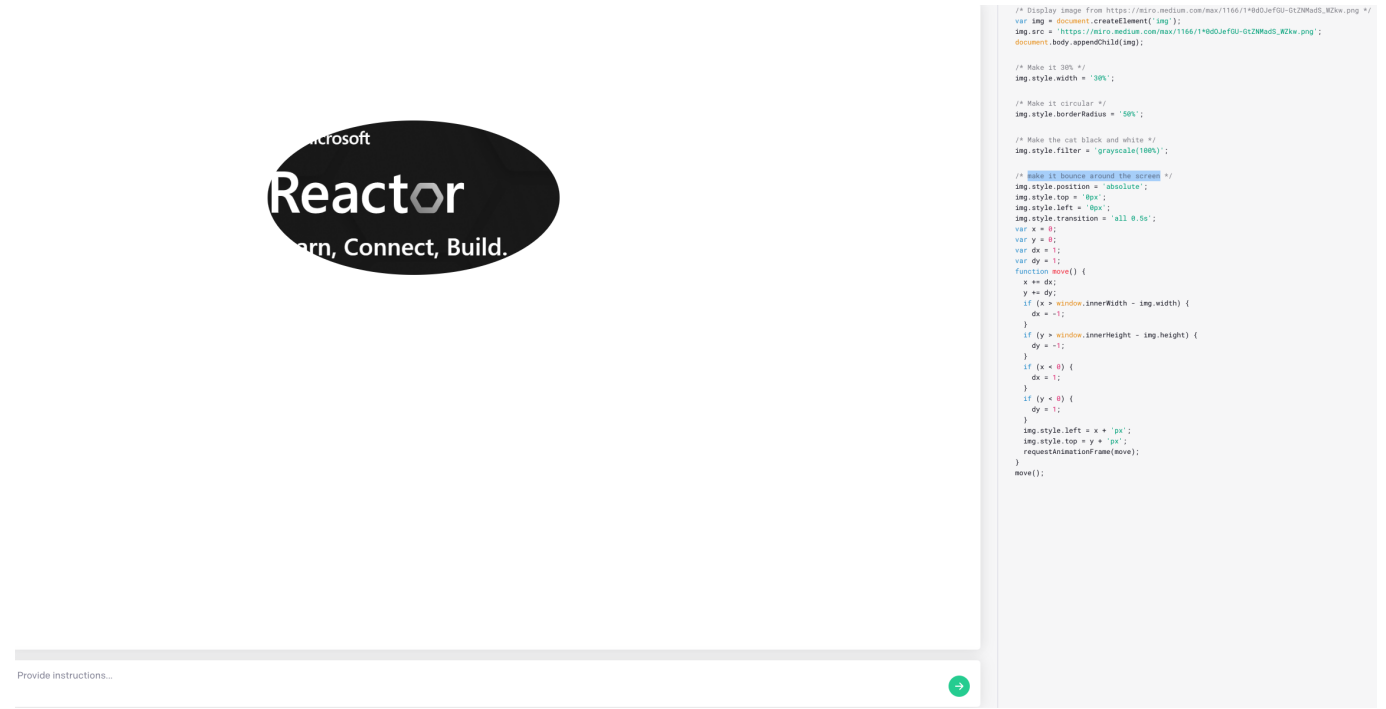 crosoft
Reactor
arn, Connect, Build.
Provide instructions...
/* Display image from https://miro.medium.com/max/1166/1*0dOJefGU-GtZNMadS_WZkw.png */
var img = document.createElement('img');
img.src = 'https://miro.medium.com/max/1166/1*0dOJefGU-GtZNMadS_WZkw.png';
document.body.appendChild(img);
/* Make it 30% */
img.style.width = '30%';
/* Make it circular */
img.style.borderRadius = '50%';
/* Make the cat black and white */
img.style.filter = 'grayscale(100%)';
/* make it bounce around the screen */
img.style.position = 'absolute';
img.style.top = '0px';
img.style.left = '0px';
img.style.transition = 'all 0.5s';
var x = 0;
var y = 0;
var dx = 1;
var dy = 1;
function move() {
x += dx;
y += dy;
if (x > window.innerWidth - img.width) {
dx = -1;
}
if (y > window.innerHeight - img.height) {
dy = -1;
}
if (x < 0) {
dx = 1;
}
if (y < 0) {
dy = 1;
}
img.style.left = x + 'px';
img.style.top = y + 'px';
requestAnimationFrame(move);
}
move();